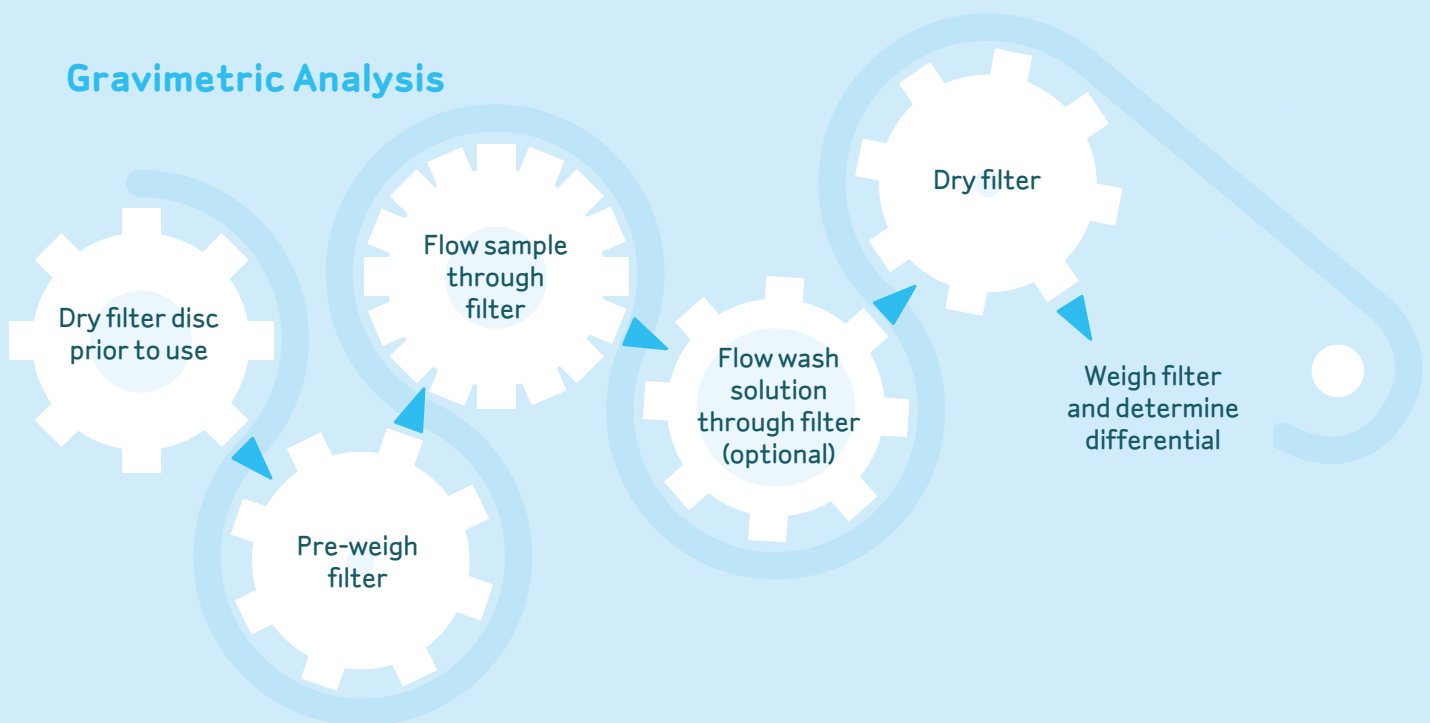 Gravimetric Analysis
Dry filter disc
prior to use
Pre-weigh
filter
Flow sample
through
filter
Flow wash
solution
through filter
(optional)
Dry filter
Weigh filter
and determine
differential